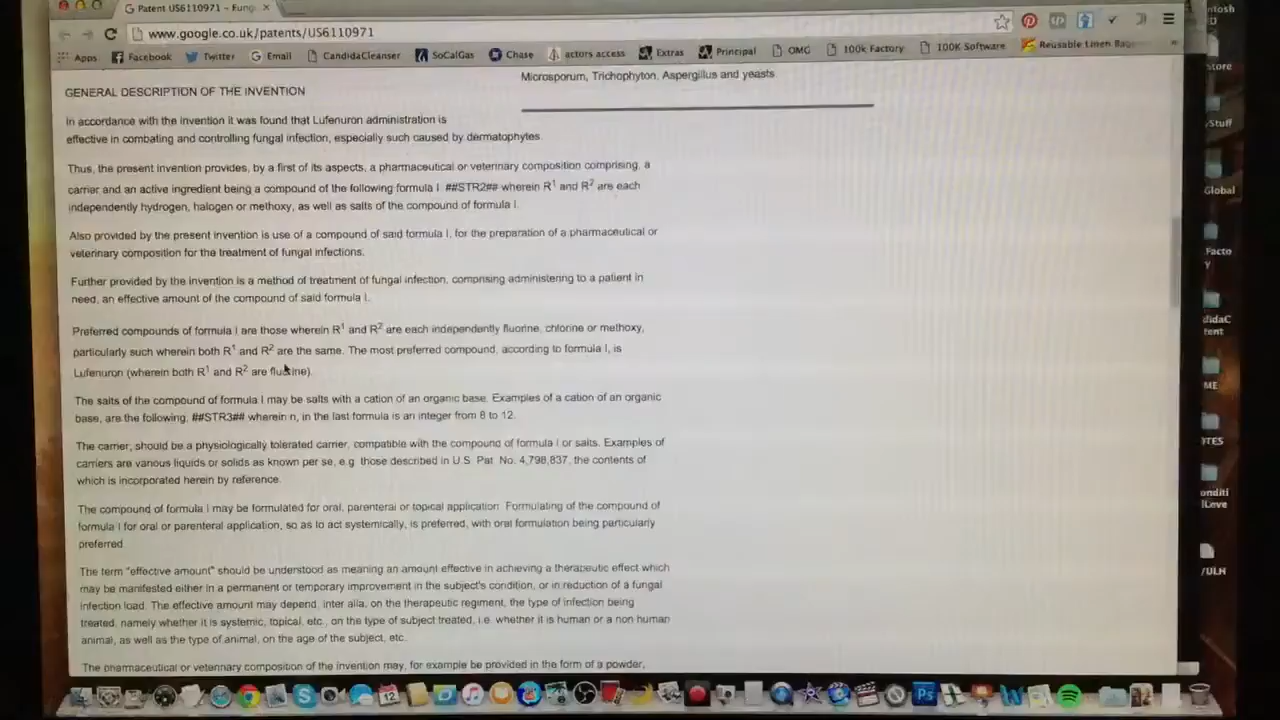 Patent US6110971 - Fung
www.google.co.uk/patents/US6110971
Apps Facebook Twitter Email CandidaCleanser SoCalGas Chase actors access Extras Principal OMG 100k Factory 100K Software Reusable Linen Bag
Microsporum, Trichophyton, Aspergillus and yeasts
GENERAL DESCRIPTION OF THE INVENTION
In accordance with the invention it was found that Lufenuron administration is
effective in combating and controlling fungal infection, especially such caused by dermatophytes.
Thus, the present invention provides, by a first of its aspects, a pharmaceutical or veterinary composition comprising, a
carrier and an active ingredient being a compound of the following formula I: ##STR2## wherein R1 and R2 are each
independently hydrogen, halogen or methoxy, as well as salts of the compound of formula I.
Also provided by the present invention is use of a compound of said formula I, for the preparation of a pharmaceutical or
veterinary composition for the treatment of fungal infections.
Further provided by the invention is a method of treatment of fungal infection, comprising administering to a patient in
need, an effective amount of the compound of said formula I.
Preferred compounds of formula I are those wherein R1 and R2 are each independently fluorine, chlorine or methoxy,
particularly such wherein both R1 and R2 are the same. The most preferred compound, according to formula I, is
Lufenuron (wherein both R1 and R2 are fluorine).
The salts of the compound of formula I may be salts with a cation of an organic base. Examples of a cation of an organic
base, are the following: ##STR3## wherein n, in the last formula is an integer from 8 to 12.
The carrier, should be a physiologically tolerated carrier, compatible with the compound of formula I or salts. Examples of
carriers are various liquids or solids as known per se, e.g. those described in U.S. Pat. No. 4,798,837, the contents of
which is incorporated herein by reference.
The compound of formula I may be formulated for oral, parenteral or topical application. Formulating of the compound of
formula I for oral or parenteral application, so as to act systemically, is preferred, with oral formulation being particularly
preferred.
The term "effective amount" should be understood as meaning an amount effective in achieving a therapeutic effect which
may be manifested either in a permanent or temporary improvement in the subject's condition, or in reduction of a fungal
infection load. The effective amount may depend, inter alia, on the therapeutic regiment, the type of infection being
treated, namely whether it is systemic, topical, etc., on the type of subject treated, i.e. whether it is human or a non human
animal, as well as the type of animal, on the age of the subject, etc.
The pharmaceutical or veterinary composition of the invention may, for example be provided in the form of a powder,
ntosh
D
store
Stuff
Global
Facto
y
didaC
tent
ME
OTES
onditi
lLove
/ULH
12
Ps